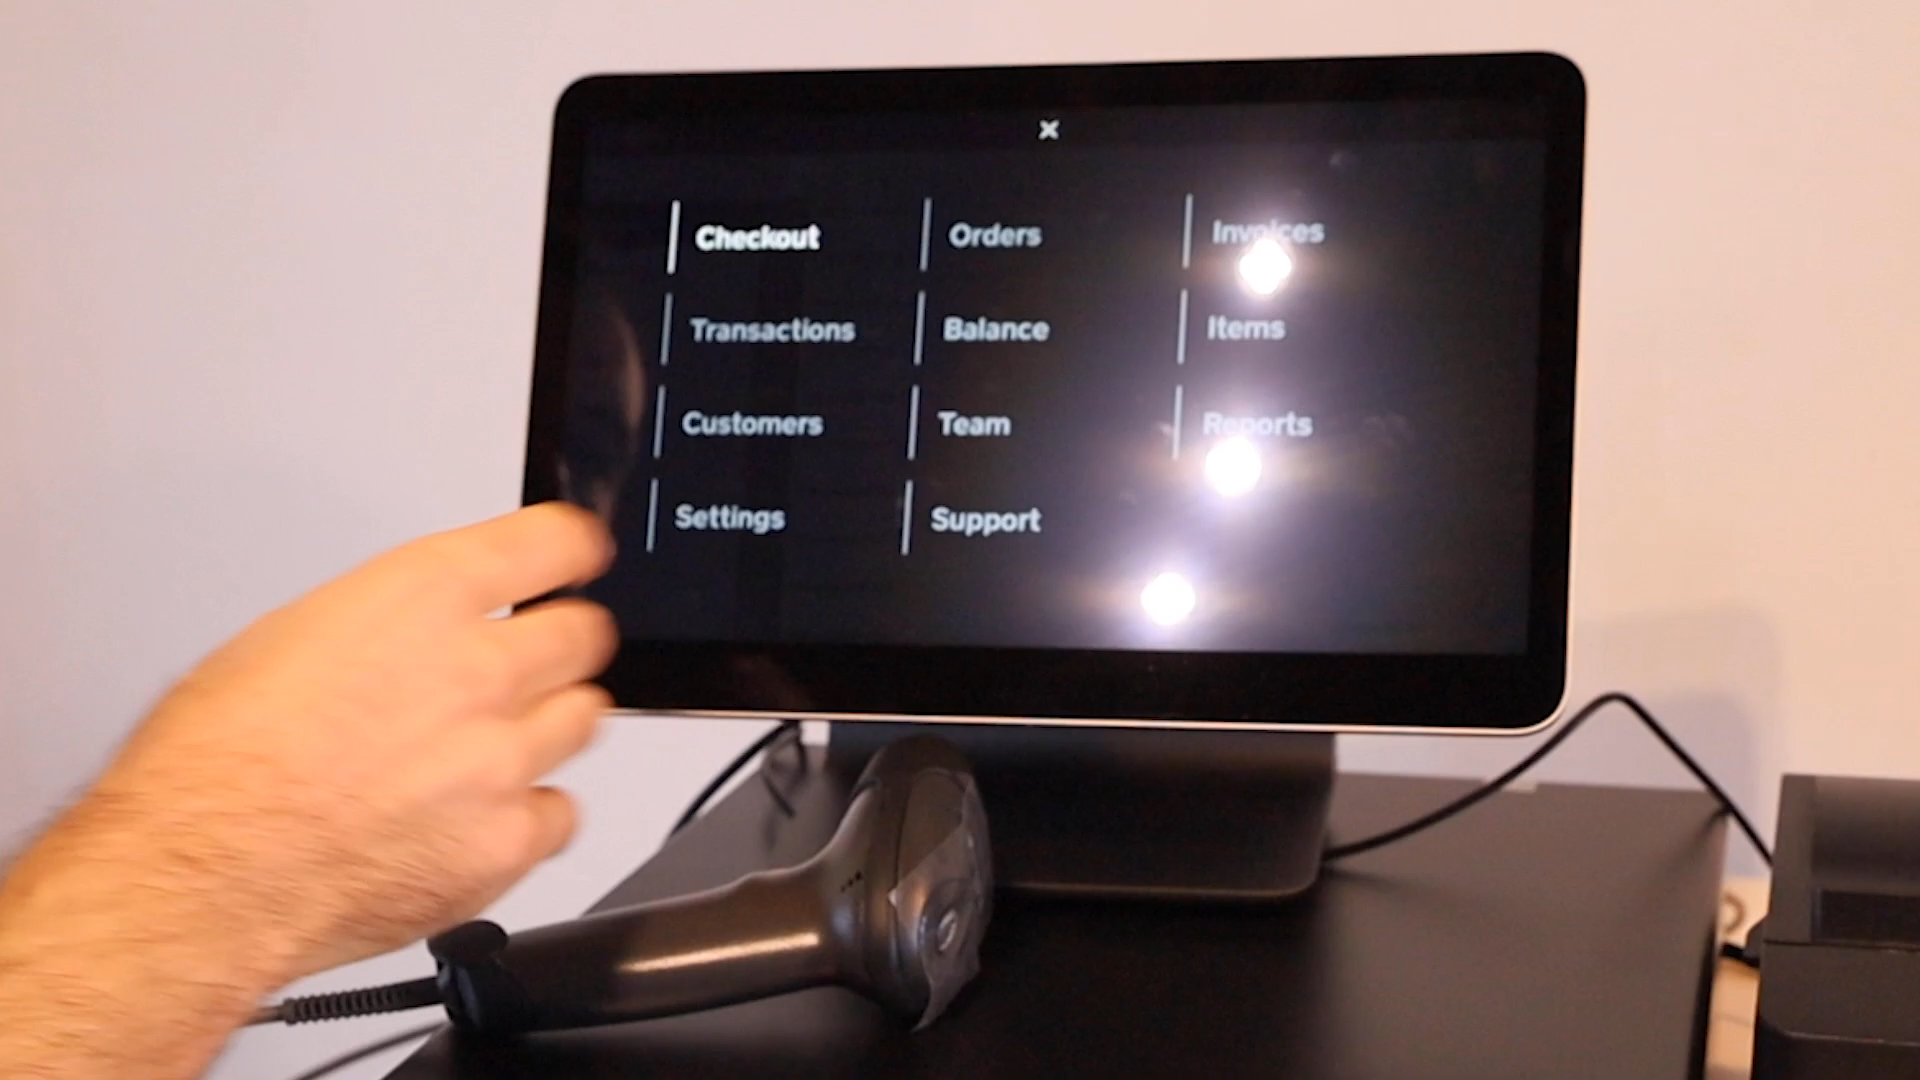 ×
Checkout
Orders
Invoices
Transactions
Balance
Items
Customers
Team
Reports
Settings
Support